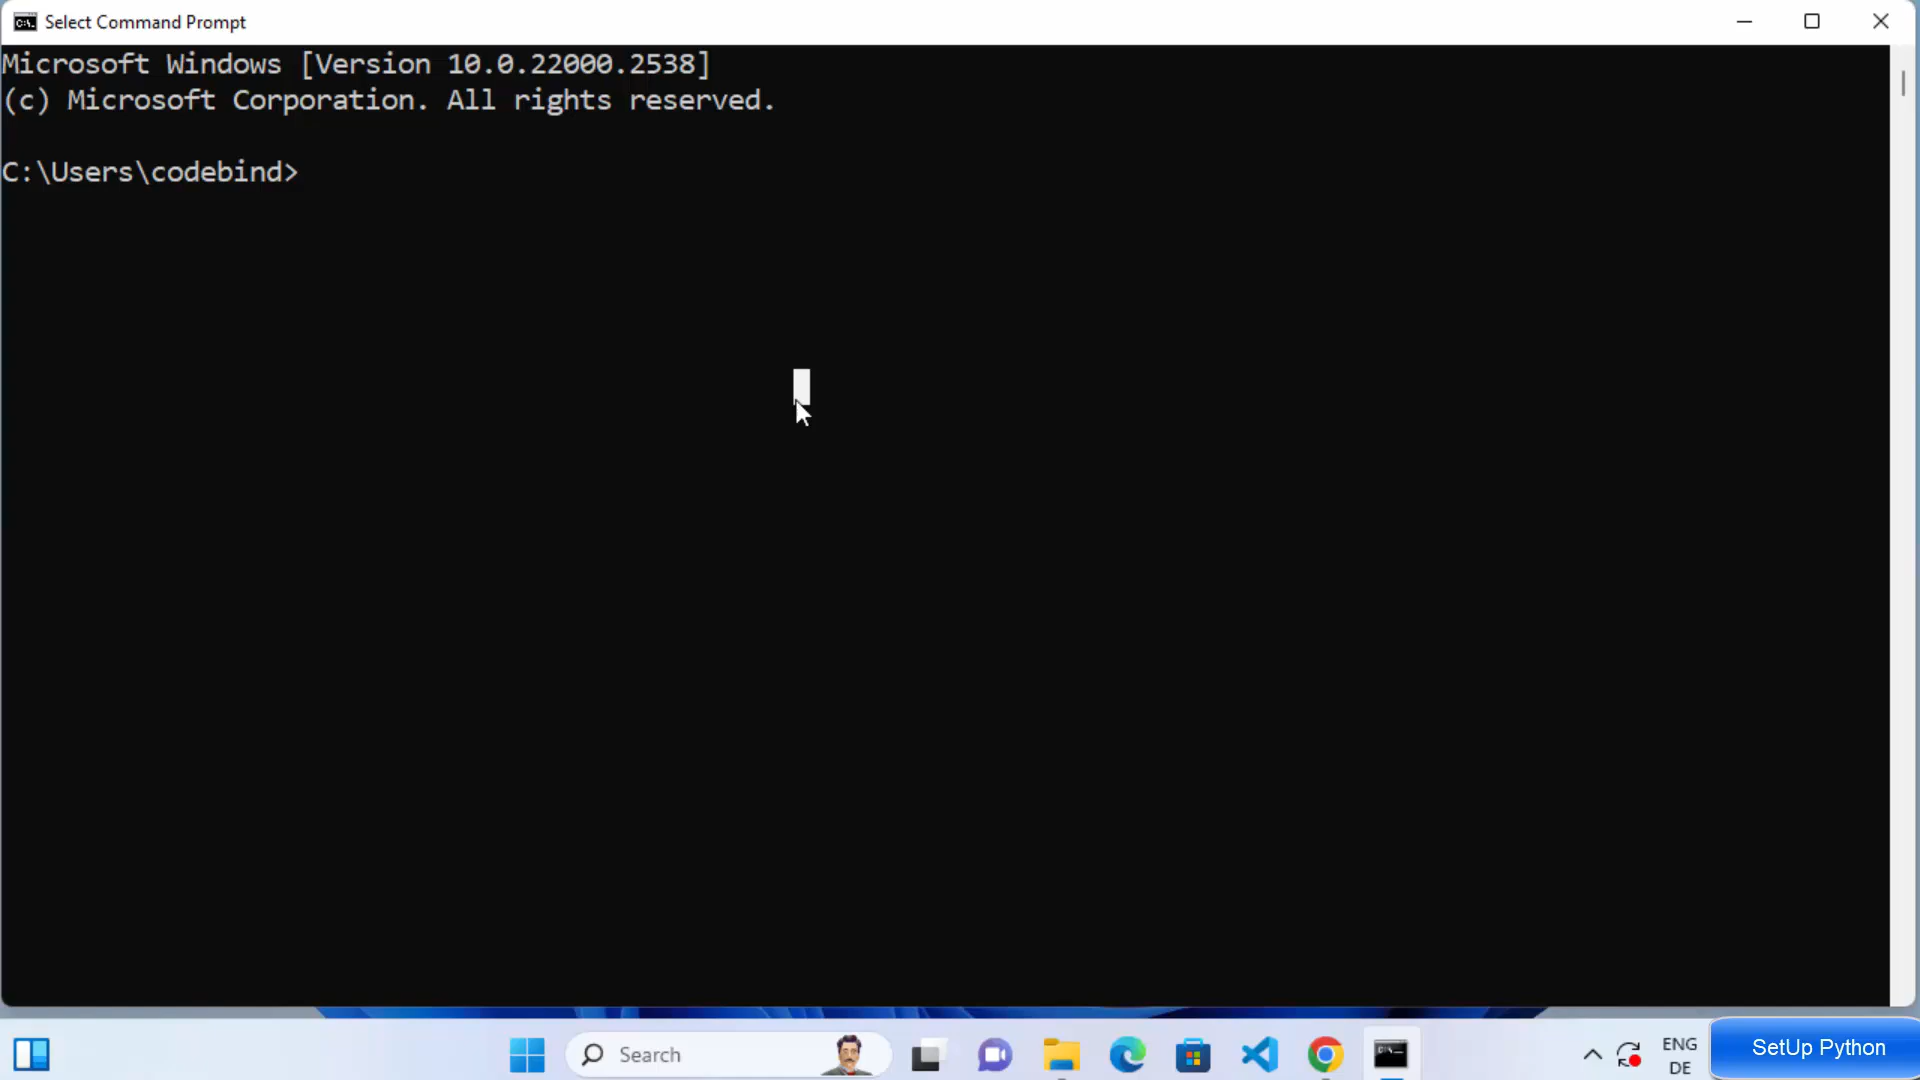 Select Command Prompt
Microsoft Windows [Version 10.0.22000.2538]
(c) Microsoft Corporation. All rights reserved.
C:\Users\codebind>
Search
ENG
DE
SetUp Python